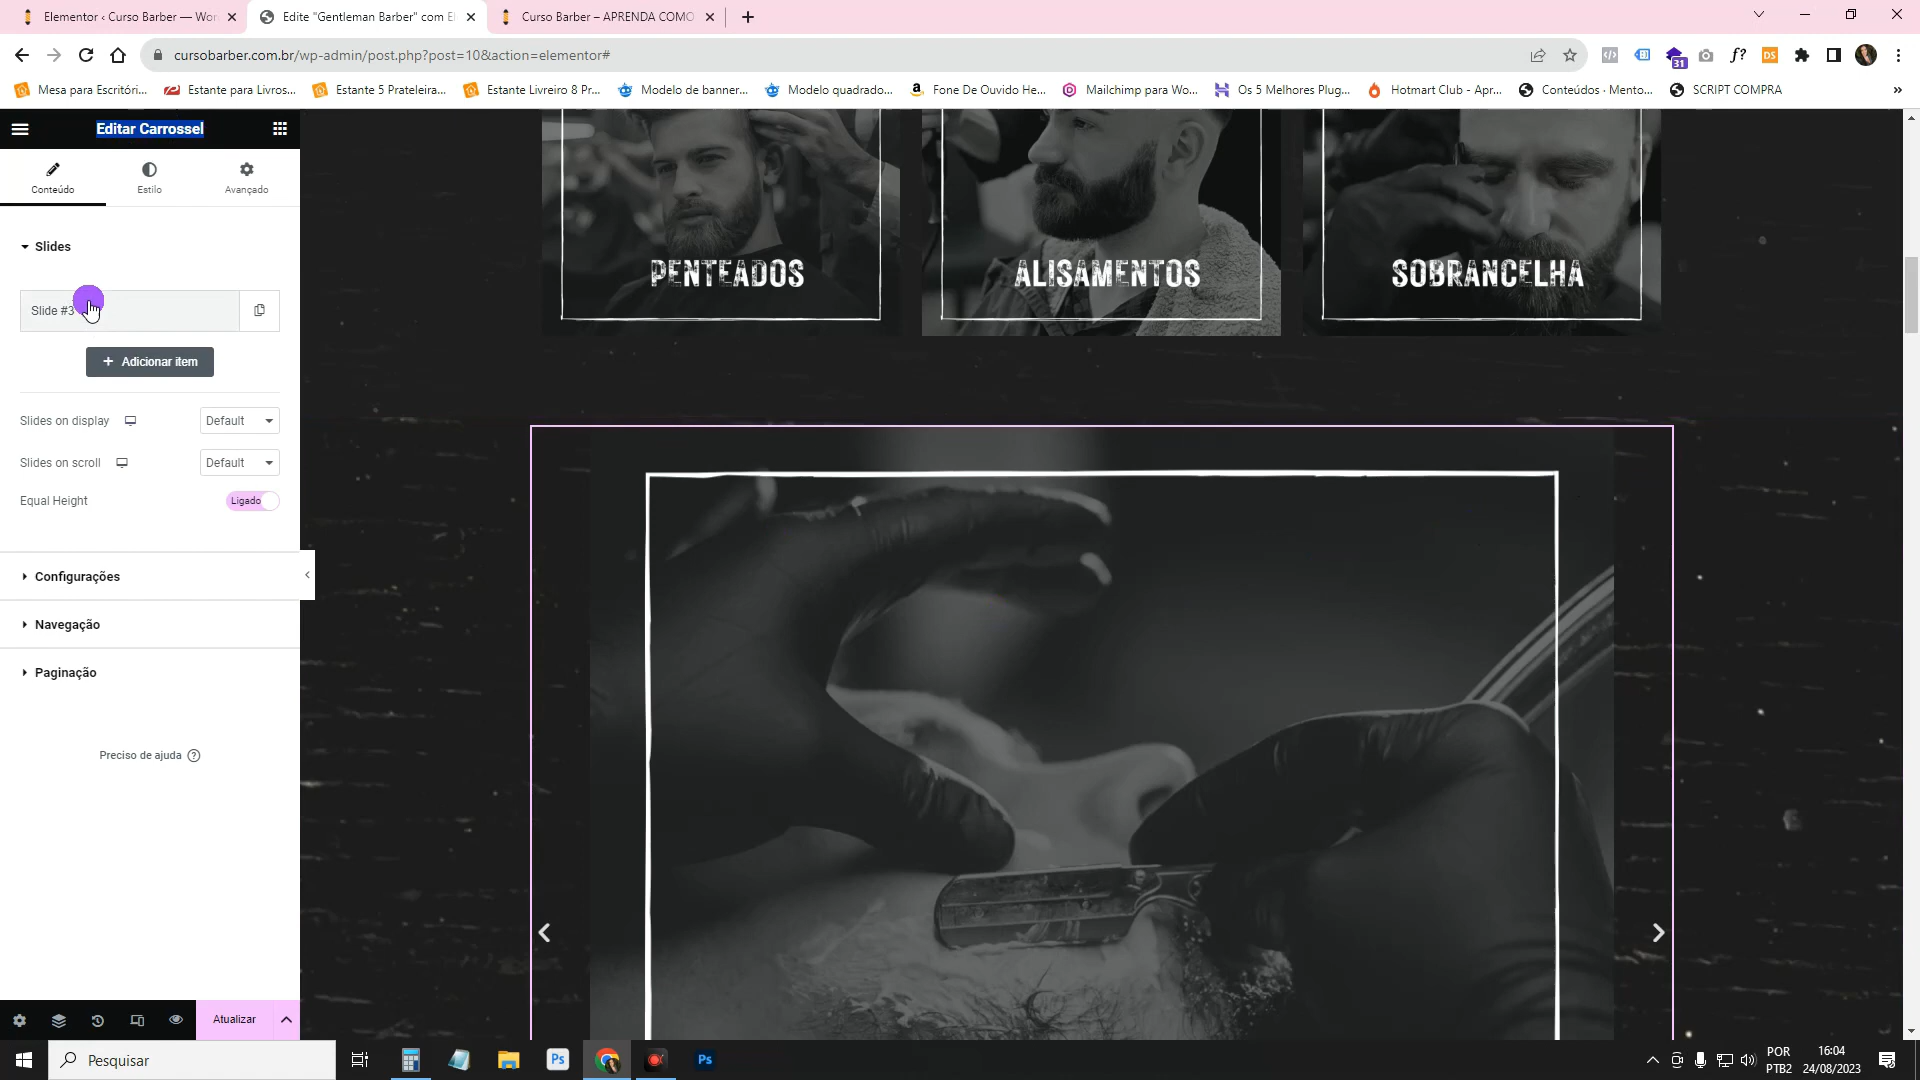 Elementor ‹ Curso Barber — Wor
Edite "Gentleman Barber" com El
Curso Barber – APRENDA COMO
cursobarber.com.br/wp-admin/post.php?post=10&action=elementor#
31
f?
DS
Mesa para Escritóri...
Estante para Livros...
Estante 5 Prateleira...
Estante Livreiro 8 Pr...
Modelo de banner...
Modelo quadrado...
Fone De Ouvido He...
Mailchimp para Wo...
Os 5 Melhores Plug...
Hotmart Club - Apr...
Conteúdos · Mento...
SCRIPT COMPRA
»
Editar Carrossel
Conteúdo
Estilo
Avançado
Slides
Slide #3
+ Adicionar item
Slides on display
Default
Slides on scroll
Default
Equal Height
Ligado
Configurações
Navegação
Paginação
Preciso de ajuda
Atualizar
PENTEADOS
ALISAMENTOS
SOBRANCELHA
Pesquisar
Ps
Ps
POR
PTB2
16:04
24/08/2023